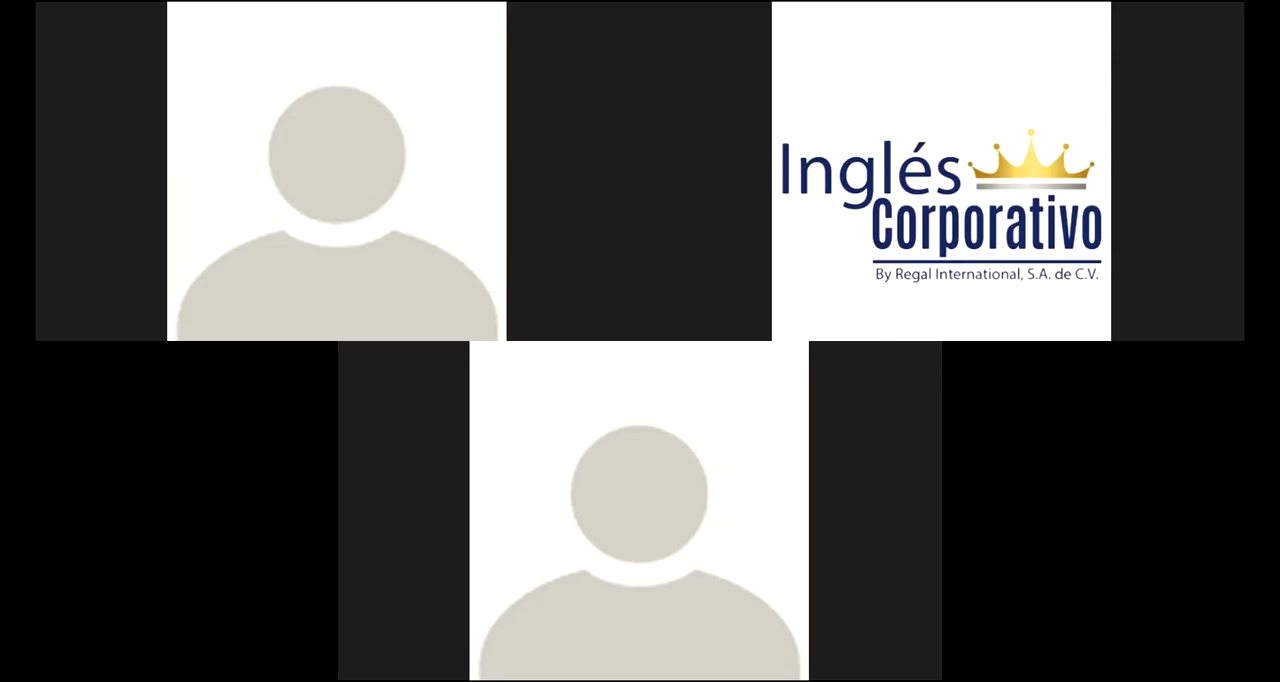 Inglés
Corporativo
By Regal International, S.A. de C.V.